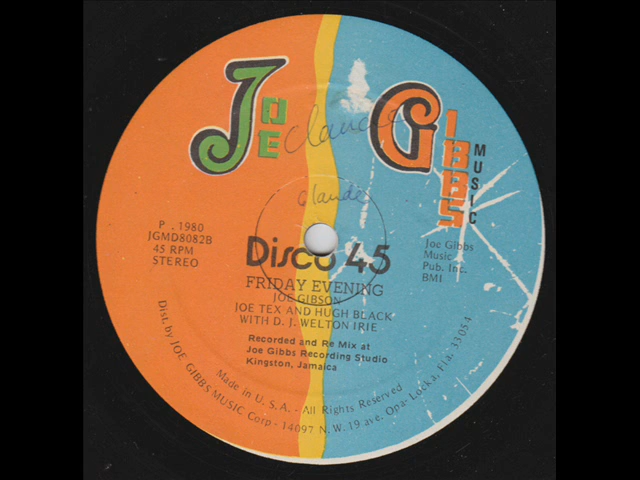 JOE GIBBS MUSIC
claude
claude
P . 1980
JGMD8082B
45 RPM
STEREO
Joe Gibbs
Music
Pub. Inc.
BMI
Disco 45
FRIDAY EVENING
JOE GIBSON
JOE TEX AND HUGH BLACK
WITH D. J. WELTON IRIE
Recorded and Re Mix at
Joe Gibbs Recording Studio
Kingston, Jamaica
Made in U. S. A. - All Rights Reserved
Dist. by JOE GIBBS MUSIC Corp - 14097 N. W. 19 ave. Opa- Locka, Fla. 33054